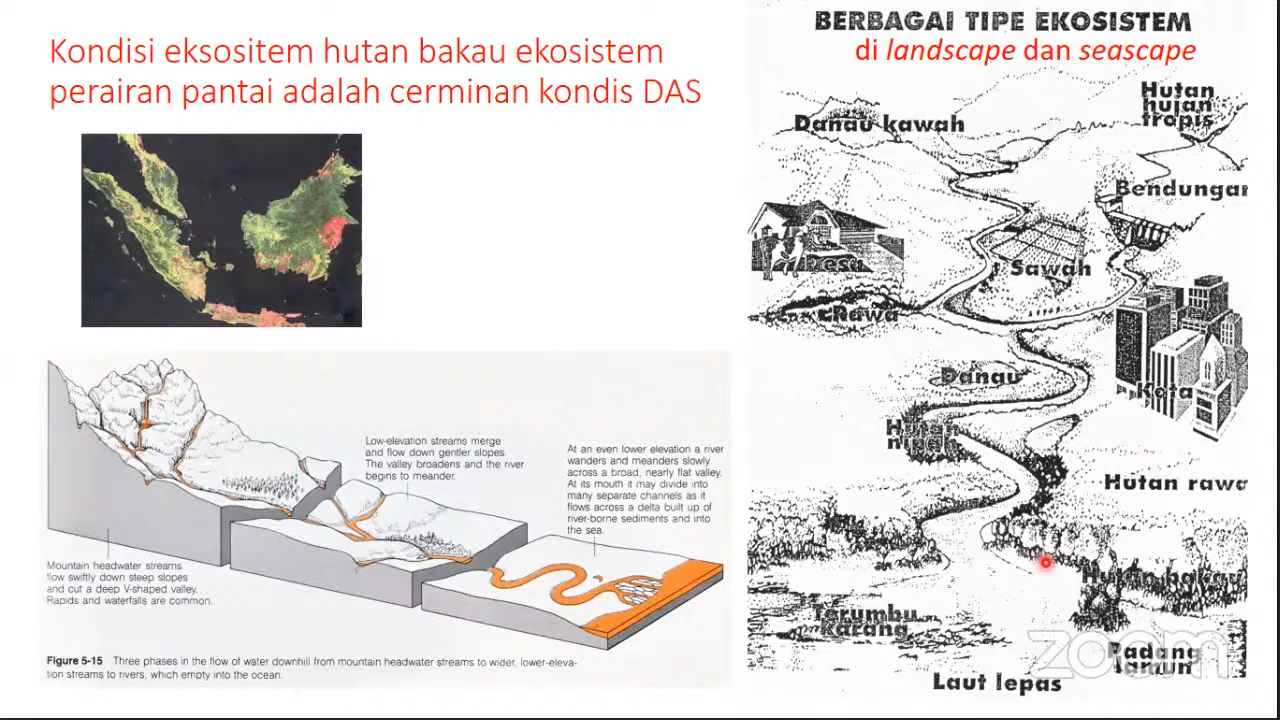 Kondisi eksositem hutan bakau ekosistem
perairan pantai adalah cerminan kondis DAS
Mountain headwater streams
flow swiftly down steep slopes
and cut a deep V-shaped valley.
Rapids and waterfalls are common.
Low-elevation streams merge
and flow down gentler slopes.
The valley broadens and the river
begins to meander.
At an even lower elevation a river
wanders and meanders slowly
across a broad, nearly flat valley.
At its mouth it may divide into
many separate channels as it
flows across a delta built up of
river-borne sediments and into
the sea.
Figure 5-15 Three phases in the flow of water downhill from mountain headwater streams to wider, lower-eleva-
tion streams to rivers, which empty into the ocean.
BERBAGAI TIPE EKOSISTEM
di landscape dan seascape
Hutan
hujan
tropis
Danau kawah
Bendungan
Desa
Sawah
Rawa
Danau
Kota
Hutan
nipah
Hutan rawa
Hutan bakau
Terumbu
karang
Padang
lamun
Laut lepas
zoom